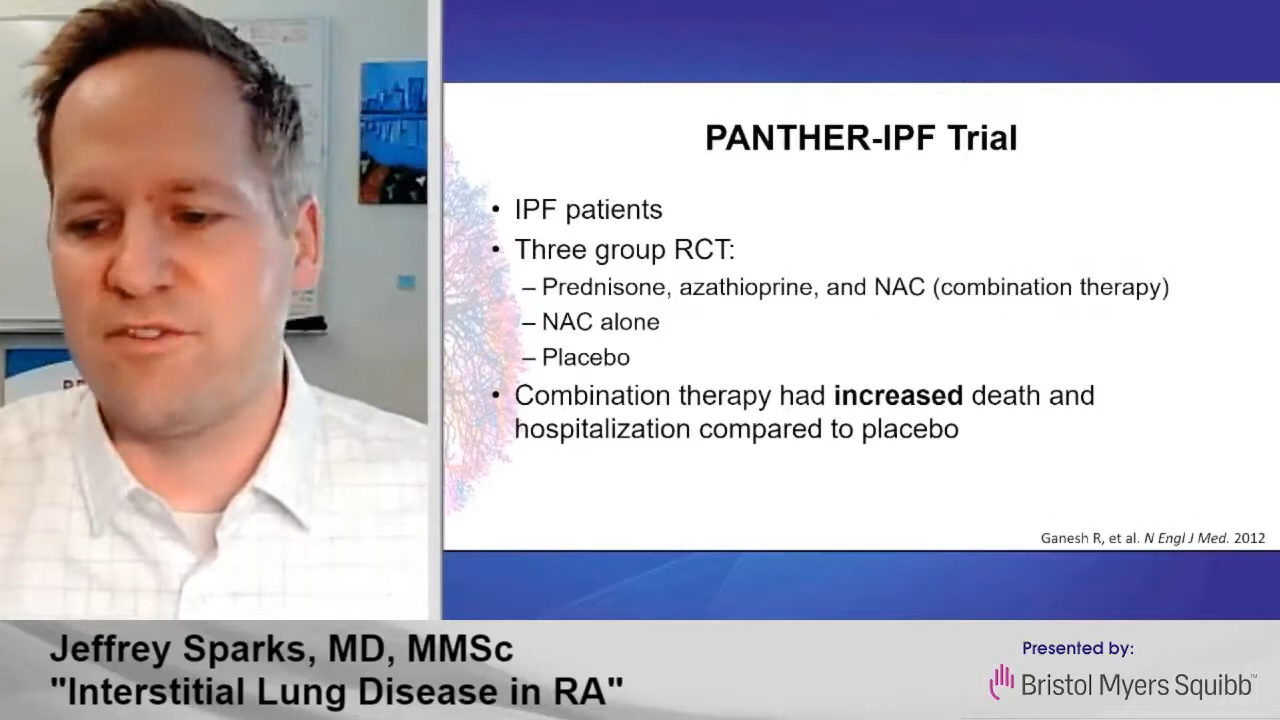 PANTHER-IPF Trial
• IPF patients
• Three group RCT:
– Prednisone, azathioprine, and NAC (combination therapy)
– NAC alone
– Placebo
• Combination therapy had increased death and
hospitalization compared to placebo
Ganesh R, et al. N Engl J Med. 2012
Jeffrey Sparks, MD, MMSc
"Interstitial Lung Disease in RA"
Presented by:
Bristol Myers Squibb™